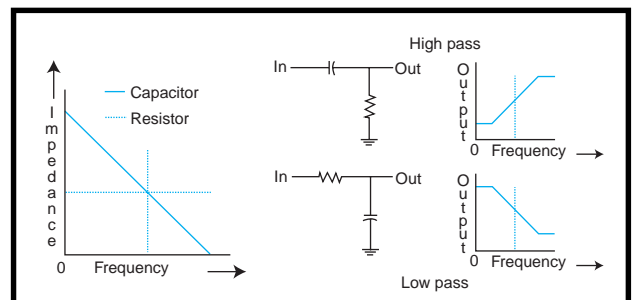 Impedance
Capacitor
Resistor
0 Frequency
High pass
In Out
Output
0 Frequency
In Out
Output
0 Frequency
Low pass